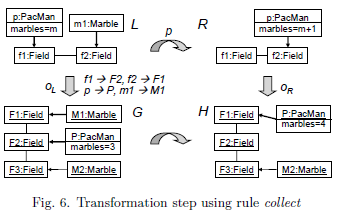 p:PacMan
marbles=m
m1:Marble
L
p
R
p:PacMan
marbles=m+1
f1:Field
f2:Field
f1:Field
f2:Field
oL
f1 → F2, f2 → F1
p → P, m1 → M1
oR
F1:Field
M1:Marble
G
H
F1:Field
P:PacMan
marbles=4
F2:Field
P:PacMan
marbles=3
F2:Field
F3:Field
M2:Marble
F3:Field
M2:Marble
Fig. 6. Transformation step using rule collect